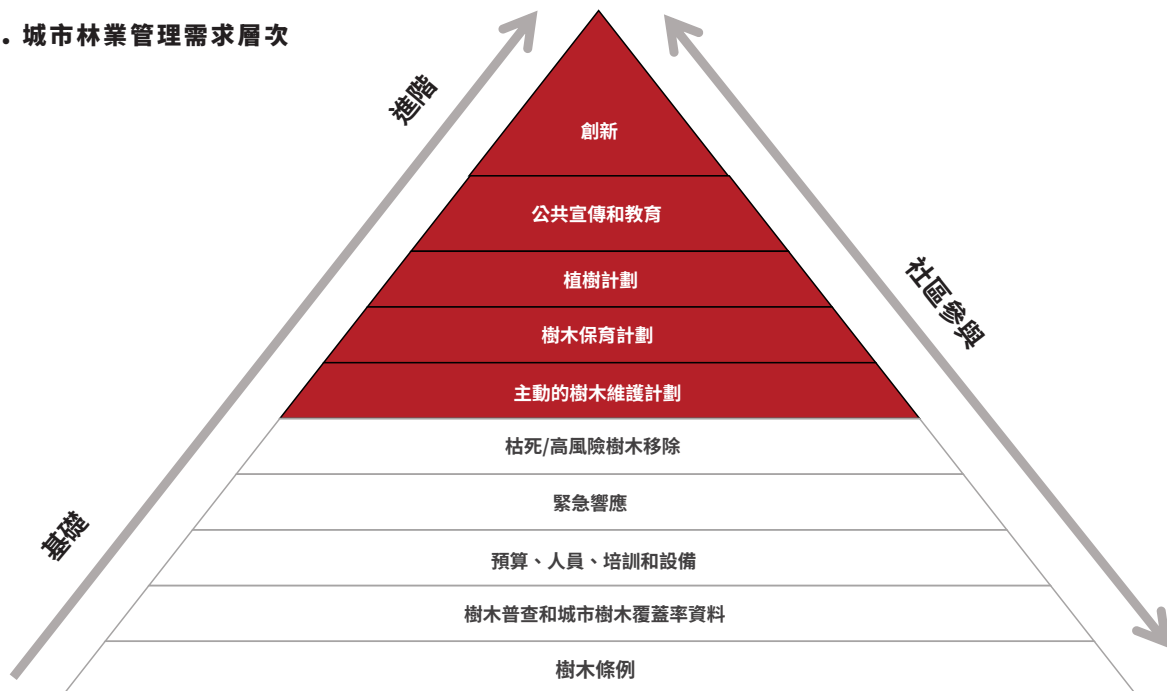 . 城市林業管理需求層次
進階
創新
公共宣傳和教育
植樹計劃
社區參與
樹木保育計劃
主動的樹木維護計劃
枯死/高風險樹木移除
緊急響應
基礎
預算、人員、培訓和設備
樹木普查和城市樹木覆蓋率資料
樹木條例